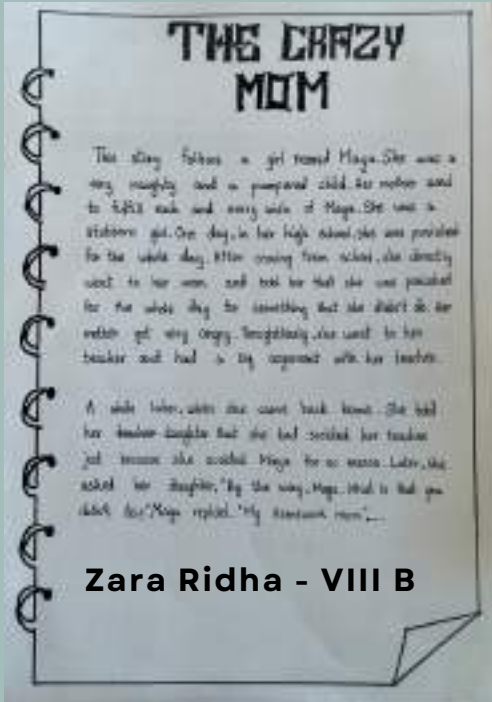 THE CRAZY
MOM
This story follows a girl named Maya. She was a
very naughty and a pampered child. Her mother used
to fulfill each and every wish of Maya. She was a
stubborn girl. One day, in her high school, she was punished
for the whole day. After coming from school, she directly
went to her mom and told her that she was punished
for the whole day for something that she didn't do. Her
mother got very angry. Thoughtlessly, she went to her
teacher and had a big argument with her teacher.
A while later, when she came back home. She told
her teacher daughter that she had scolded her teacher
just because she scolded Maya for no reason. Later, she
asked her daughter, "By the way, Maya. What is that you
didn't do?" Maya replied. "My homework mom"....
Zara Ridha - VIII B